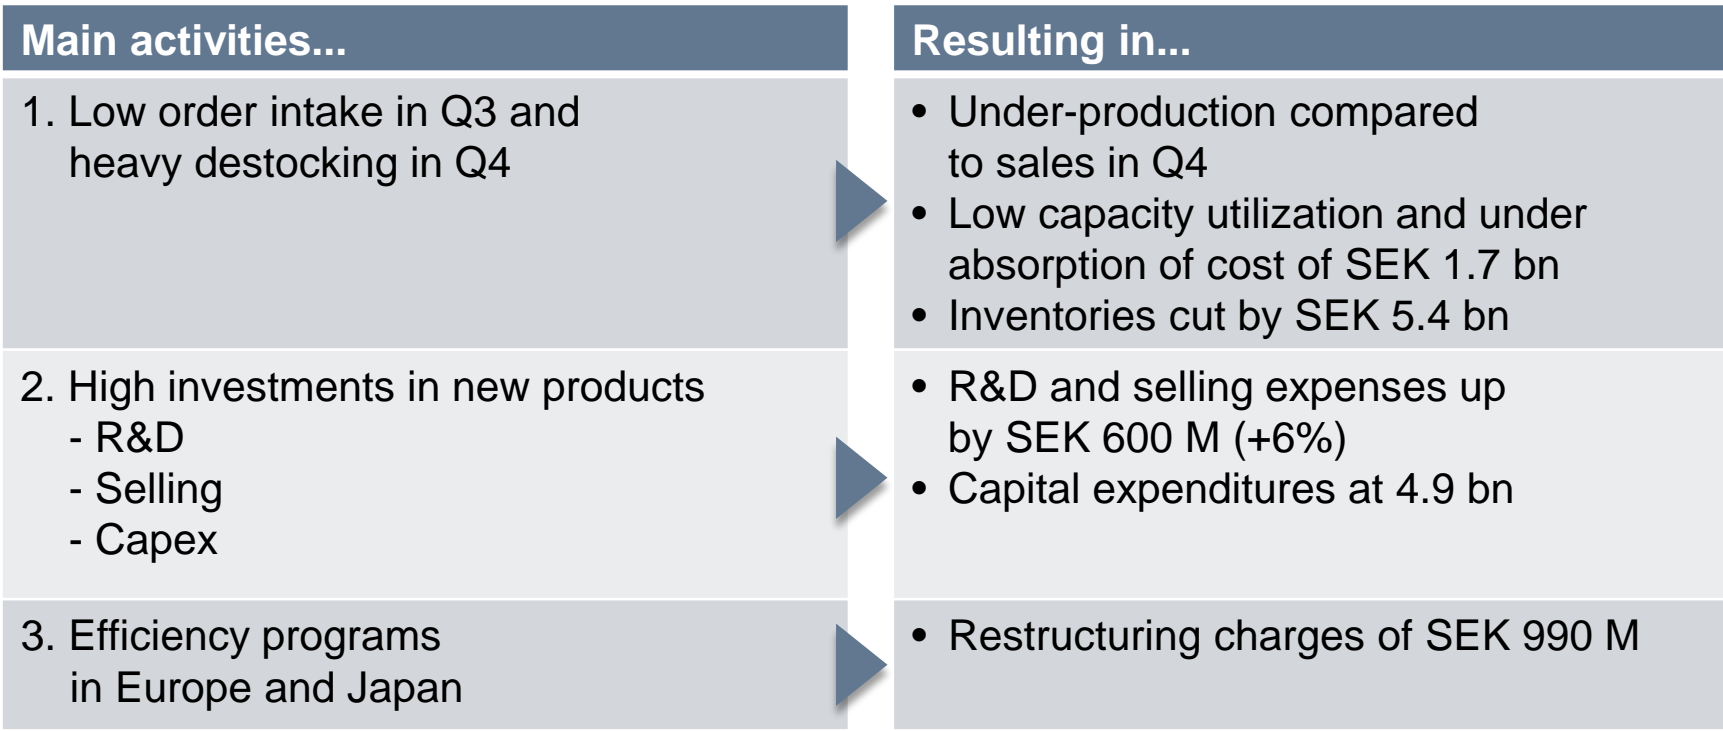 Main activities...
1. Low order intake in Q3 and
heavy destocking in Q4
2. High investments in new products
- R&D
- Selling
- Capex
3. Efficiency programs
in Europe and Japan
Resulting in...
• Under-production compared
to sales in Q4
• Low capacity utilization and under
absorption of cost of SEK 1.7 bn
• Inventories cut by SEK 5.4 bn
• R&D and selling expenses up
by SEK 600 M (+6%)
• Capital expenditures at 4.9 bn
• Restructuring charges of SEK 990 M